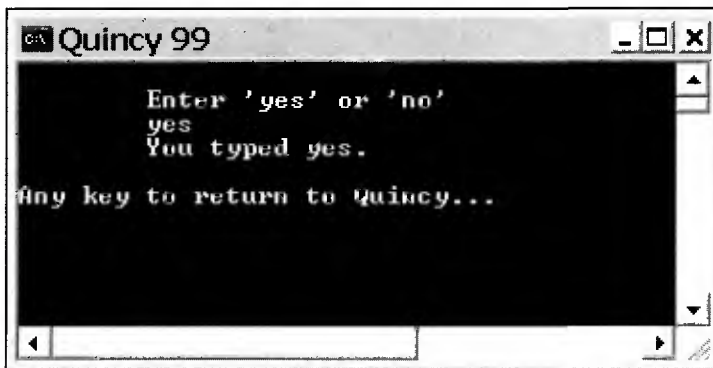 Quincy 99
Enter 'yes' or 'no'
yes
You typed yes.
Any key to return to Quincy...